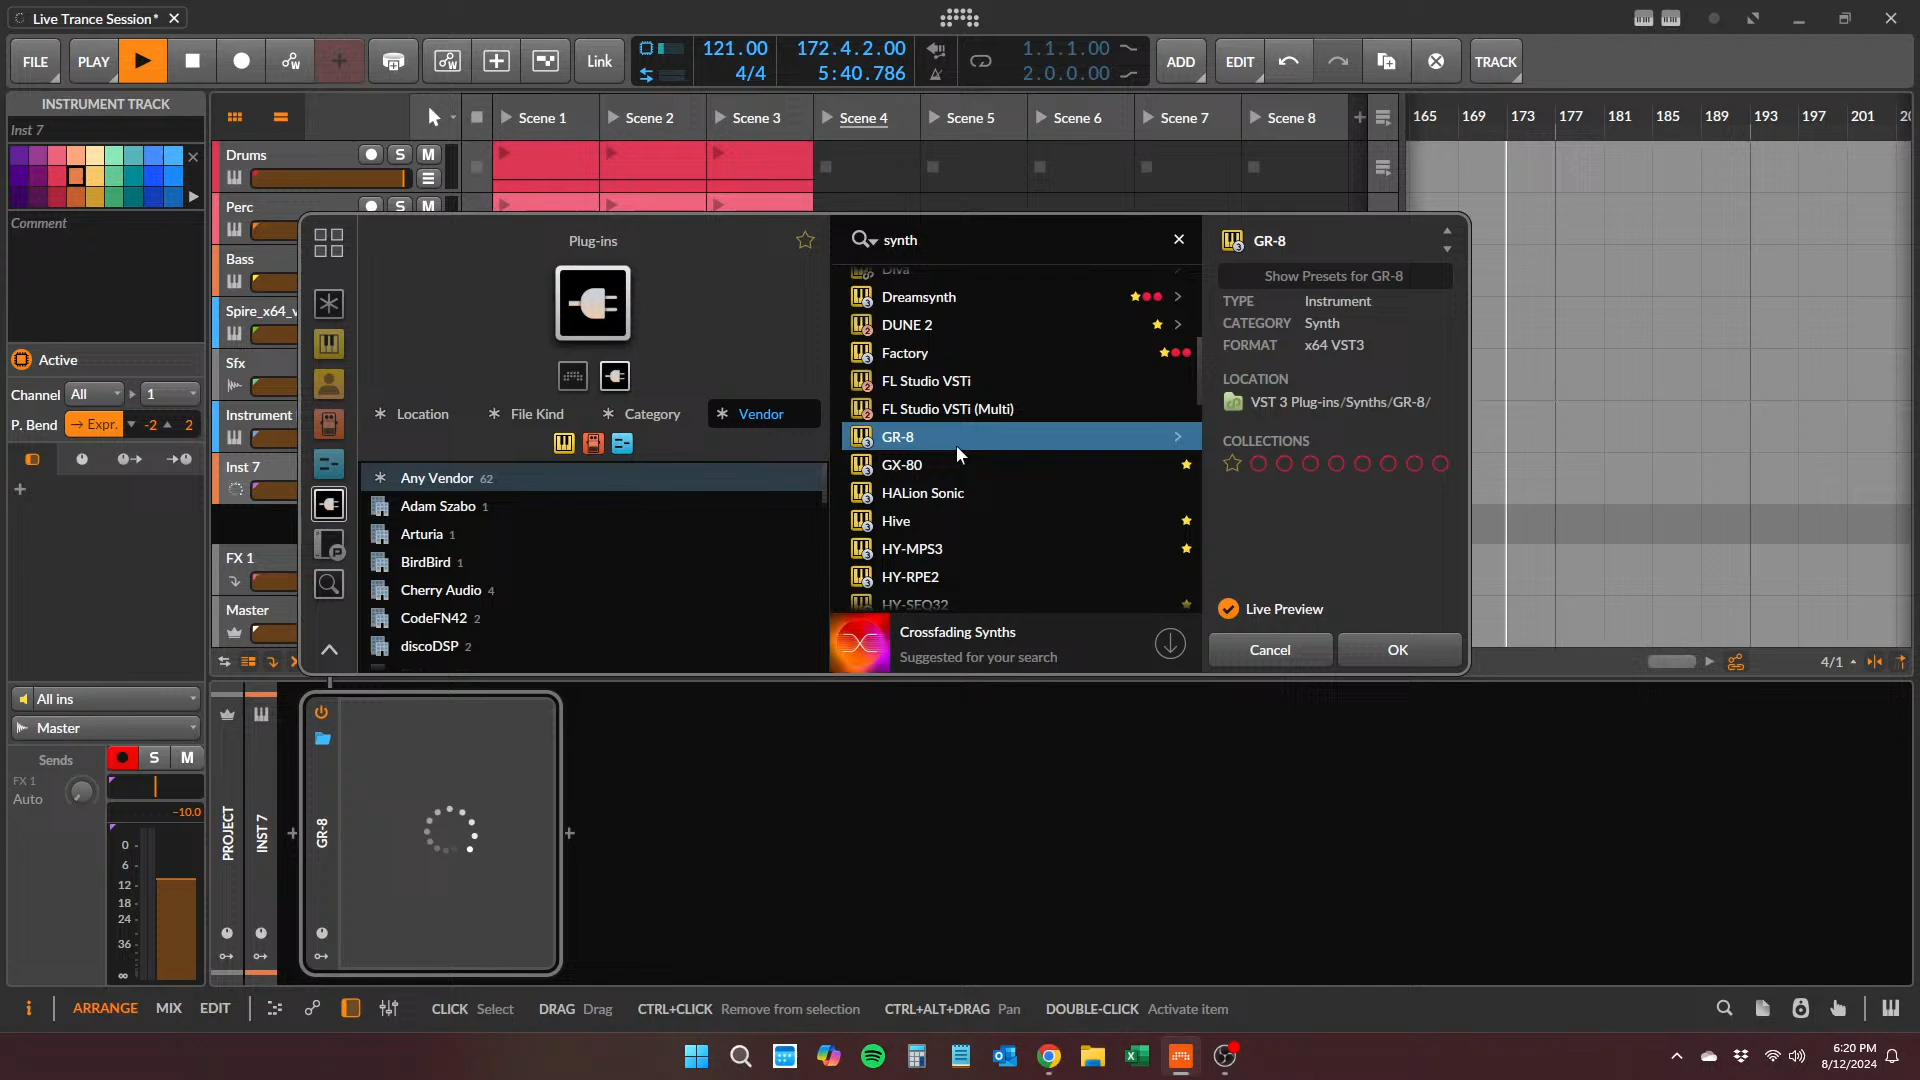 Live Trance Session*
FILE
PLAY
Link
121.00
4/4
172.4.2.00
5:40.786
1.1.1.00
2.0.0.00
ADD
EDIT
TRACK
INSTRUMENT TRACK
Inst 7
Comment
Active
Channel All 1
P. Bend Expr. -2 2
Scene 1
Scene 2
Scene 3
Scene 4
Scene 5
Scene 6
Scene 7
Scene 8
165 169 173 177 181 185 189 193 197 201
Drums
S M
Perc
S M
Bass
Spire_x64_v
Sfx
Instrument
Inst 7
FX 1
Master
Plug-ins
Location
File Kind
Category
Vendor
Any Vendor 62
Adam Szabo 1
Arturia 1
BirdBird 1
Cherry Audio 4
CodeFN42 2
discoDSP 2
synth
Diva
Dreamsynth
DUNE 2
Factory
FL Studio VSTi
FL Studio VSTi (Multi)
GR-8
GX-80
HALion Sonic
Hive
HY-MPS3
HY-RPE2
HY-SEQ32
Crossfading Synths
Suggested for your search
GR-8
Show Presets for GR-8
TYPE Instrument
CATEGORY Synth
FORMAT x64 VST3
LOCATION
VST 3 Plug-ins/Synths/GR-8/
COLLECTIONS
Live Preview
Cancel
OK
4/1
All ins
Master
Sends
S M
FX 1
Auto
-10.0
0
6
12
18
24
36
∞
PROJECT
INST 7
GR-8
ARRANGE MIX EDIT
CLICK Select
DRAG Drag
CTRL+CLICK Remove from selection
CTRL+ALT+DRAG Pan
DOUBLE-CLICK Activate item
6:20 PM
8/12/2024